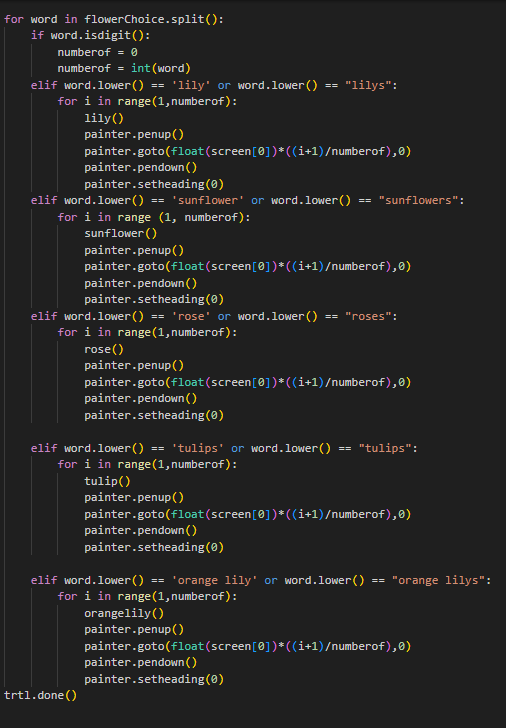 for word in flowerChoice.split():
    if word.isdigit():
        numberof = 0
        numberof = int(word)
    elif word.lower() == 'lily' or word.lower() == "lilys":
        for i in range(1,numberof):
            lily()
            painter.penup()
            painter.goto(float(screen[0])*((i+1)/numberof),0)
            painter.pendown()
            painter.setheading(0)
    elif word.lower() == 'sunflower' or word.lower() == "sunflowers":
        for i in range (1, numberof):
            sunflower()
            painter.penup()
            painter.goto(float(screen[0])*((i+1)/numberof),0)
            painter.pendown()
            painter.setheading(0)
    elif word.lower() == 'rose' or word.lower() == "roses":
        for i in range(1,numberof):
            rose()
            painter.penup()
            painter.goto(float(screen[0])*((i+1)/numberof),0)
            painter.pendown()
            painter.setheading(0)

    elif word.lower() == 'tulips' or word.lower() == "tulips":
        for i in range(1,numberof):
            tulip()
            painter.penup()
            painter.goto(float(screen[0])*((i+1)/numberof),0)
            painter.pendown()
            painter.setheading(0)

    elif word.lower() == 'orange lily' or word.lower() == "orange lilys":
        for i in range(1,numberof):
            orangelily()
            painter.penup()
            painter.goto(float(screen[0])*((i+1)/numberof),0)
            painter.pendown()
            painter.setheading(0)
trtl.done()